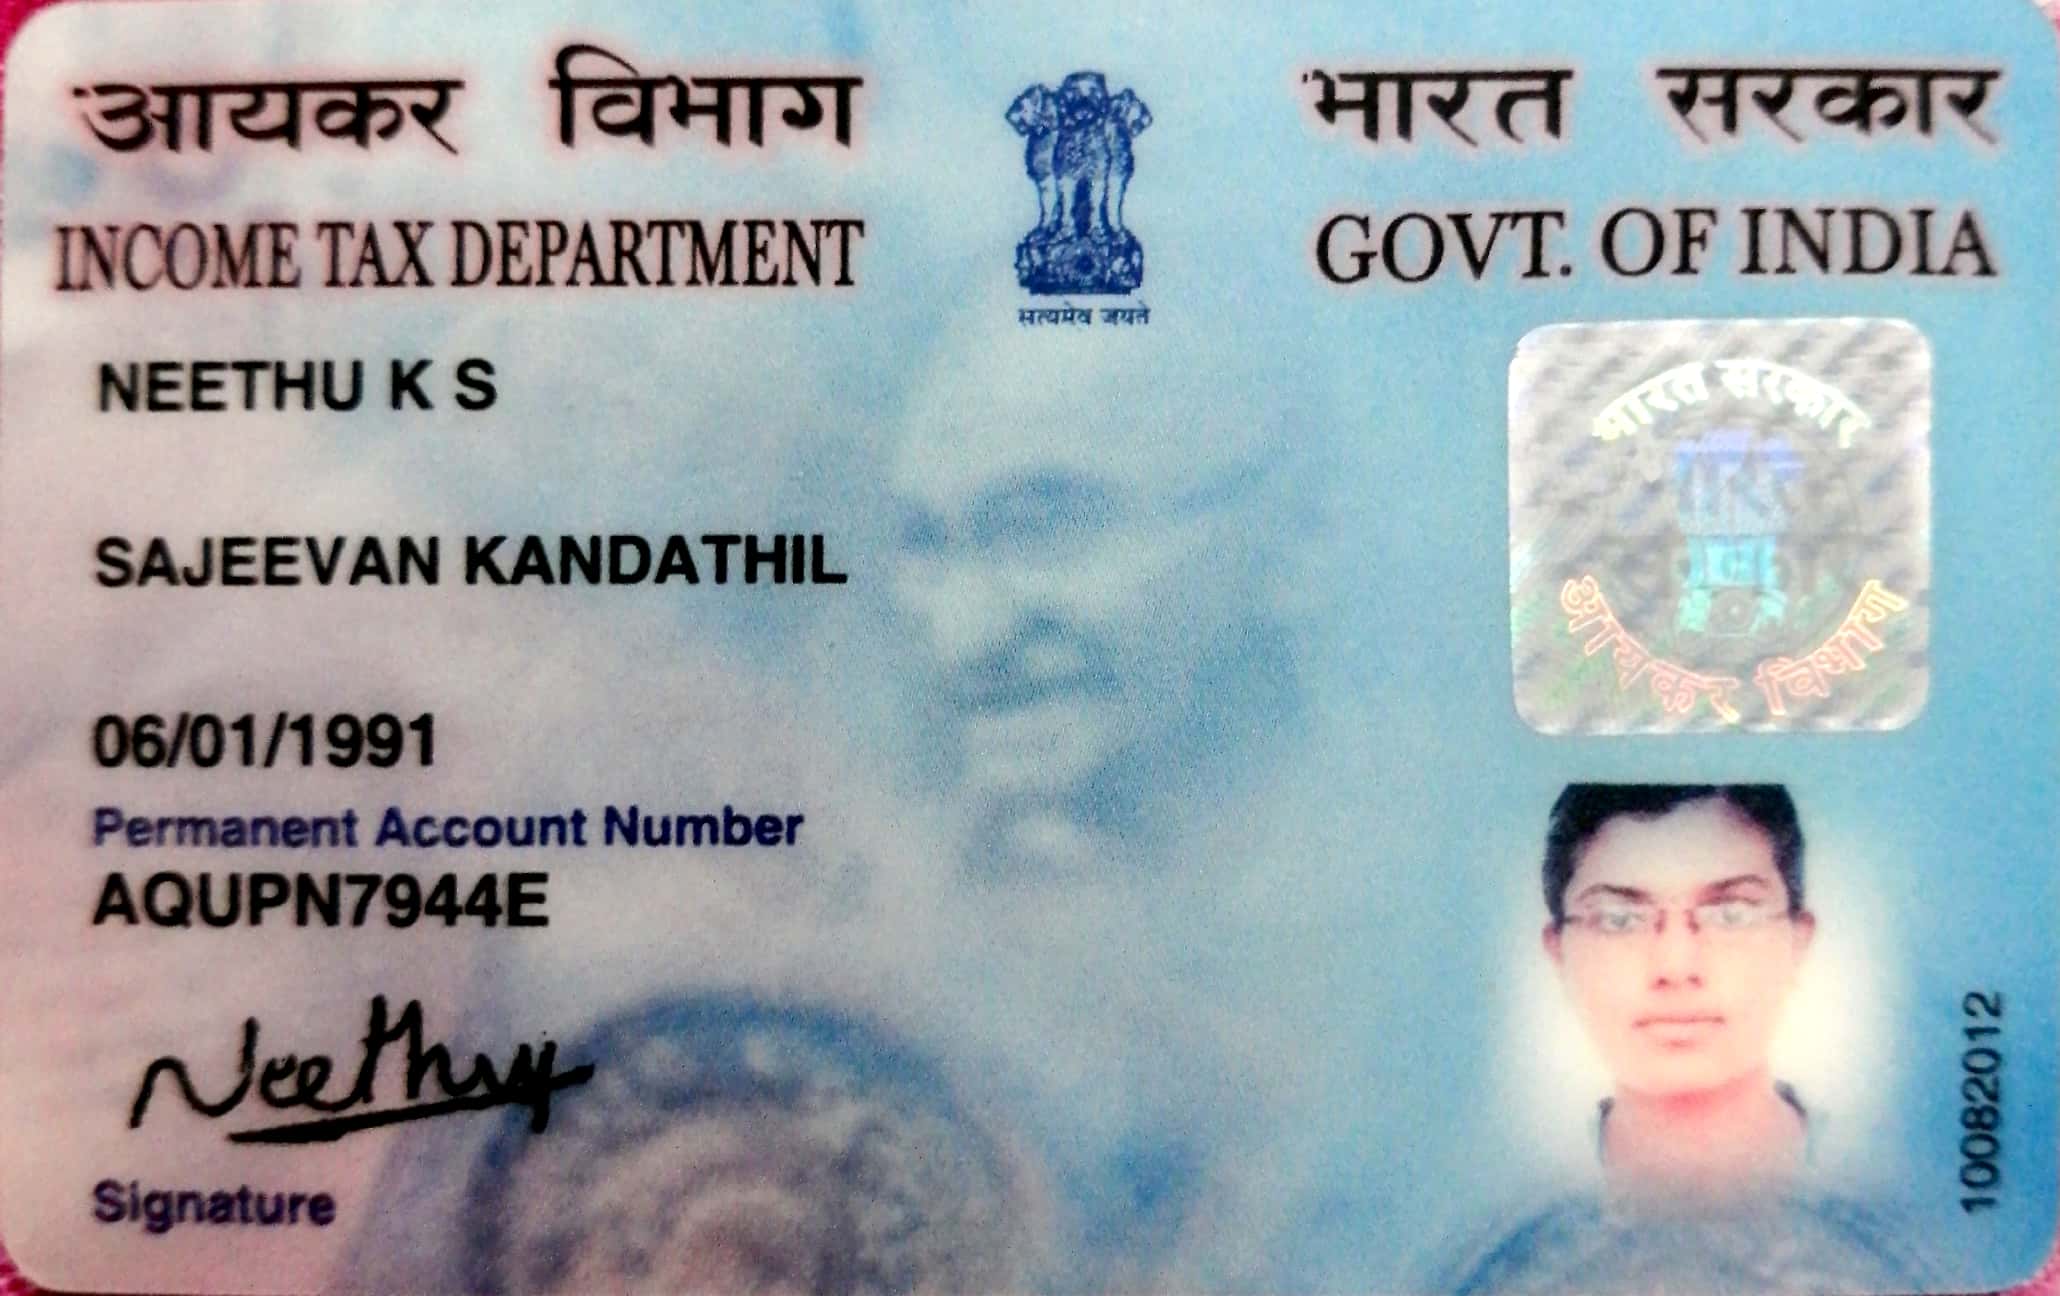 आयकर विभाग
भारत सरकार
INCOME TAX DEPARTMENT
GOVT. OF INDIA
सत्यमेव जयते
NEETHU K S
भारत सरकार
SAJEEVAN KANDATHIL
आयकर विभाग
06/01/1991
Permanent Account Number
AQUPN7944E
Neethu
Signature
10082012